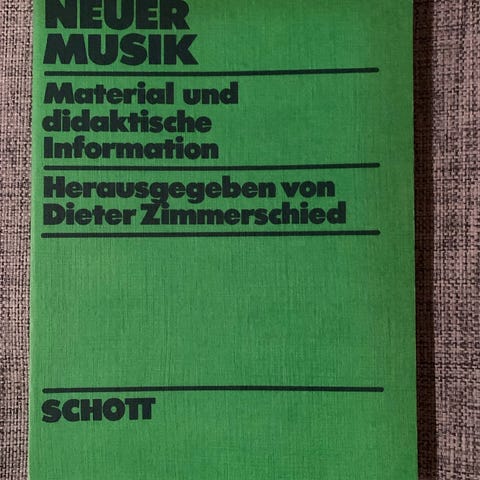 NEUER
MUSIK
Material und
didaktische
Information
Herausgegeben von
Dieter Zimmerschied
SCHOTT